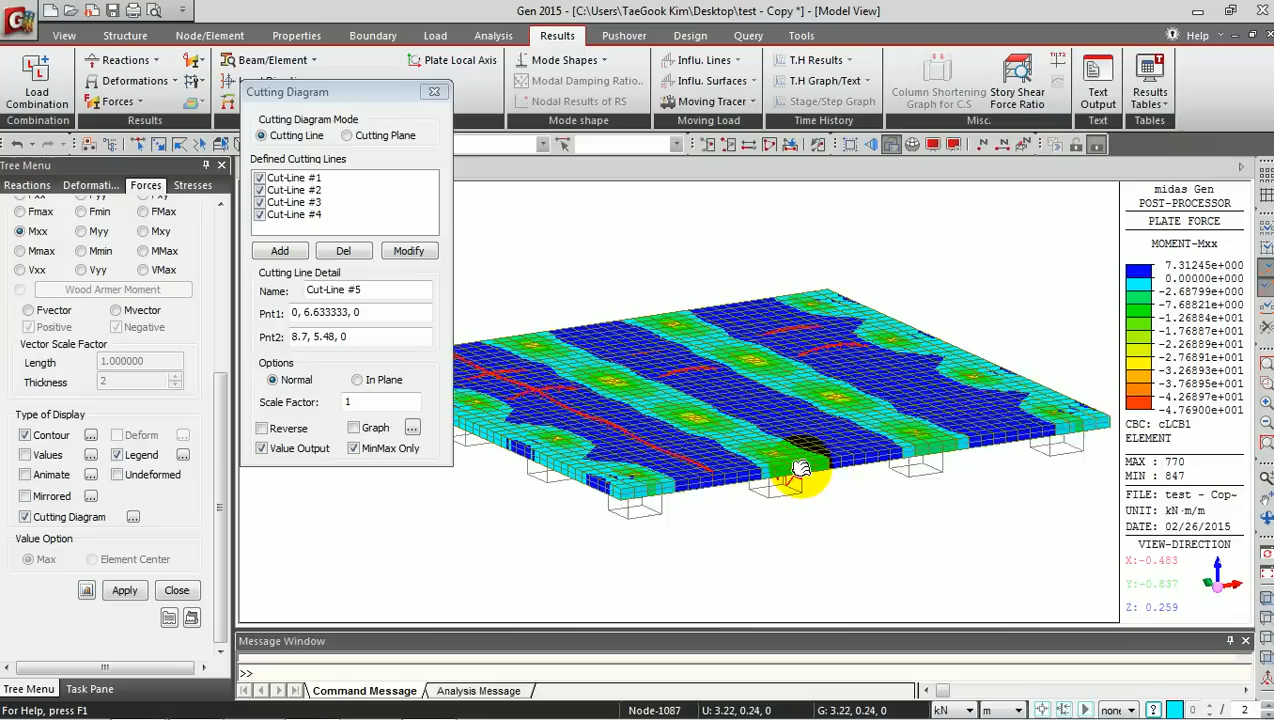 Gen 2015 - [C:\Users\TaeGook Kim\Desktop\test - Copy *] - [Model View]
View Structure Node/Element Properties Boundary Load Analysis Results Pushover Design Query Tools Help
Load Combination
Combination
Reactions
Deformations
Forces
Results
Beam/Element
Plate Local Axis
Cutting Diagram
Cutting Diagram Mode
Cutting Line Cutting Plane
Defined Cutting Lines
Cut-Line #1
Cut-Line #2
Cut-Line #3
Cut-Line #4
Add Del Modify
Cutting Line Detail
Name: Cut-Line #5
Pnt1: 0, 6.633333, 0
Pnt2: 8.7, 5.48, 0
Options
Normal In Plane
Scale Factor: 1
Reverse Graph ...
Value Output MinMax Only
Mode Shapes
Modal Damping Ratio..
Nodal Results of RS
Mode shape
Influ. Lines
Influ. Surfaces
Moving Tracer
Moving Load
T.H Results
T.H Graph/Text
Stage/Step Graph
Time History
Column Shortening Graph for C.S
Story Shear Force Ratio
Misc.
Text Output
Text
Results Tables
Tables
Tree Menu
Reactions Deformati... Forces Stresses
Fmax Fmin FMax
Mxx Myy Mxy
Mmax Mmin MMax
Vxx Vyy VMax
Wood Armer Moment
Fvector Mvector
Positive Negative
Vector Scale Factor
Length 1.000000
Thickness 2
Type of Display
Contour ... Deform ...
Values ... Legend ...
Animate ... Undeformed
Mirrored ...
Cutting Diagram ...
Value Option
Max Element Center
Apply Close
Tree Menu Task Pane
midas Gen
POST-PROCESSOR
PLATE FORCE
MOMENT-Mxx
7.31245e+000
0.00000e+000
-2.68799e+000
-7.68821e+000
-1.26884e+001
-1.76887e+001
-2.26889e+001
-2.76891e+001
-3.26893e+001
-3.76895e+001
-4.26898e+001
-4.76900e+001
CBC: cLCB1
ELEMENT
MAX : 770
MIN : 847
FILE: test - Cop~
UNIT: kN·m/m
DATE: 02/26/2015
VIEW-DIRECTION
X:-0.483
Y:-0.837
Z: 0.259
Message Window
>>
Command Message Analysis Message
For Help, press F1
Node-1087
U: 3.22, 0.24, 0
G: 3.22, 0.24, 0
kN
m
none
0
/ 2